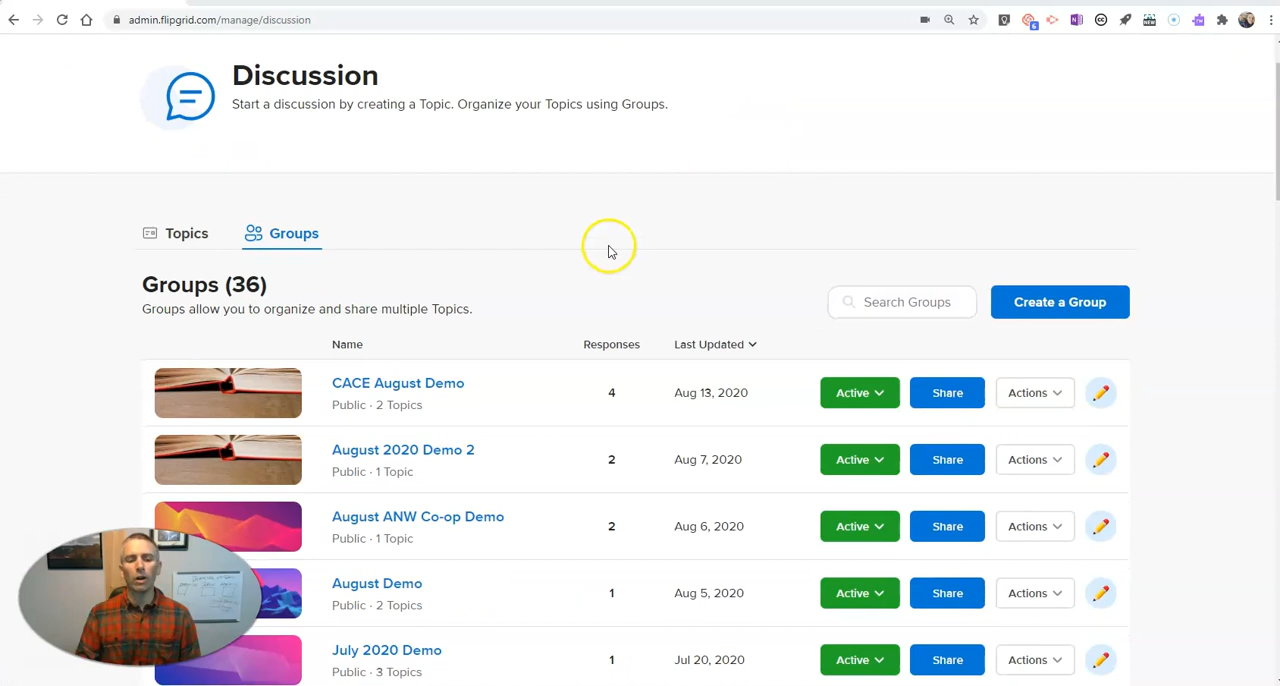 admin.flipgrid.com/manage/discussion
6
NEW
Discussion
Start a discussion by creating a Topic. Organize your Topics using Groups.
Topics Groups
Groups (36)
Groups allow you to organize and share multiple Topics.
Search Groups
Create a Group
Name Responses Last Updated
CACE August Demo
Public · 2 Topics
4 Aug 13, 2020 Active Share Actions
August 2020 Demo 2
Public · 1 Topic
2 Aug 7, 2020 Active Share Actions
August ANW Co-op Demo
Public · 1 Topic
2 Aug 6, 2020 Active Share Actions
August Demo
Public · 2 Topics
1 Aug 5, 2020 Active Share Actions
July 2020 Demo
Public · 3 Topics
1 Jul 20, 2020 Active Share Actions